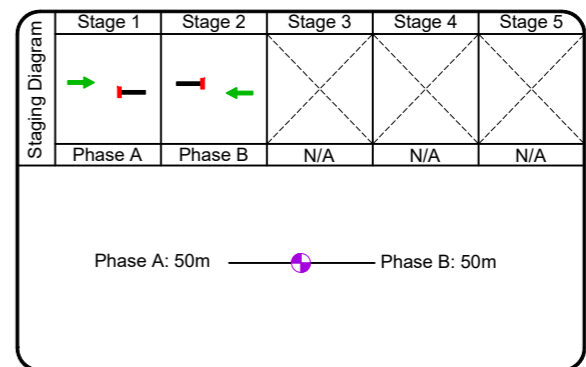 Staging Diagram
Stage 1 Stage 2 Stage 3 Stage 4 Stage 5
Phase A Phase B N/A N/A N/A
Phase A: 50m Phase B: 50m